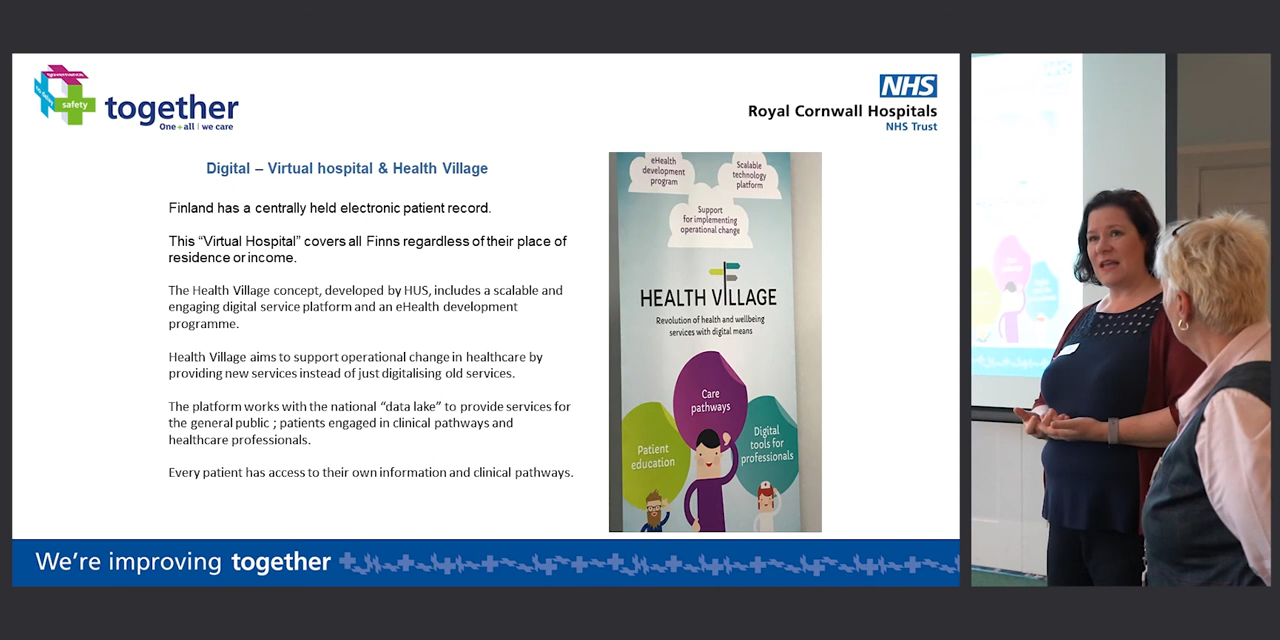 governance
safety
together
One + all | we care
NHS
Royal Cornwall Hospitals
NHS Trust
Digital – Virtual hospital & Health Village
Finland has a centrally held electronic patient record.
This “Virtual Hospital” covers all Finns regardless of their place of
residence or income.
The Health Village concept, developed by HUS, includes a scalable and
engaging digital service platform and an eHealth development
programme.
Health Village aims to support operational change in healthcare by
providing new services instead of just digitalising old services.
The platform works with the national “data lake” to provide services for
the general public ; patients engaged in clinical pathways and
healthcare professionals.
Every patient has access to their own information and clinical pathways.
eHealth
development
program
Scalable
technology
platform
Support
for implementing
operational change
HEALTH VILLAGE
Revolution of health and wellbeing
services with digital means
Care
pathways
Patient
education
Digital
tools for
professionals
We’re improving together